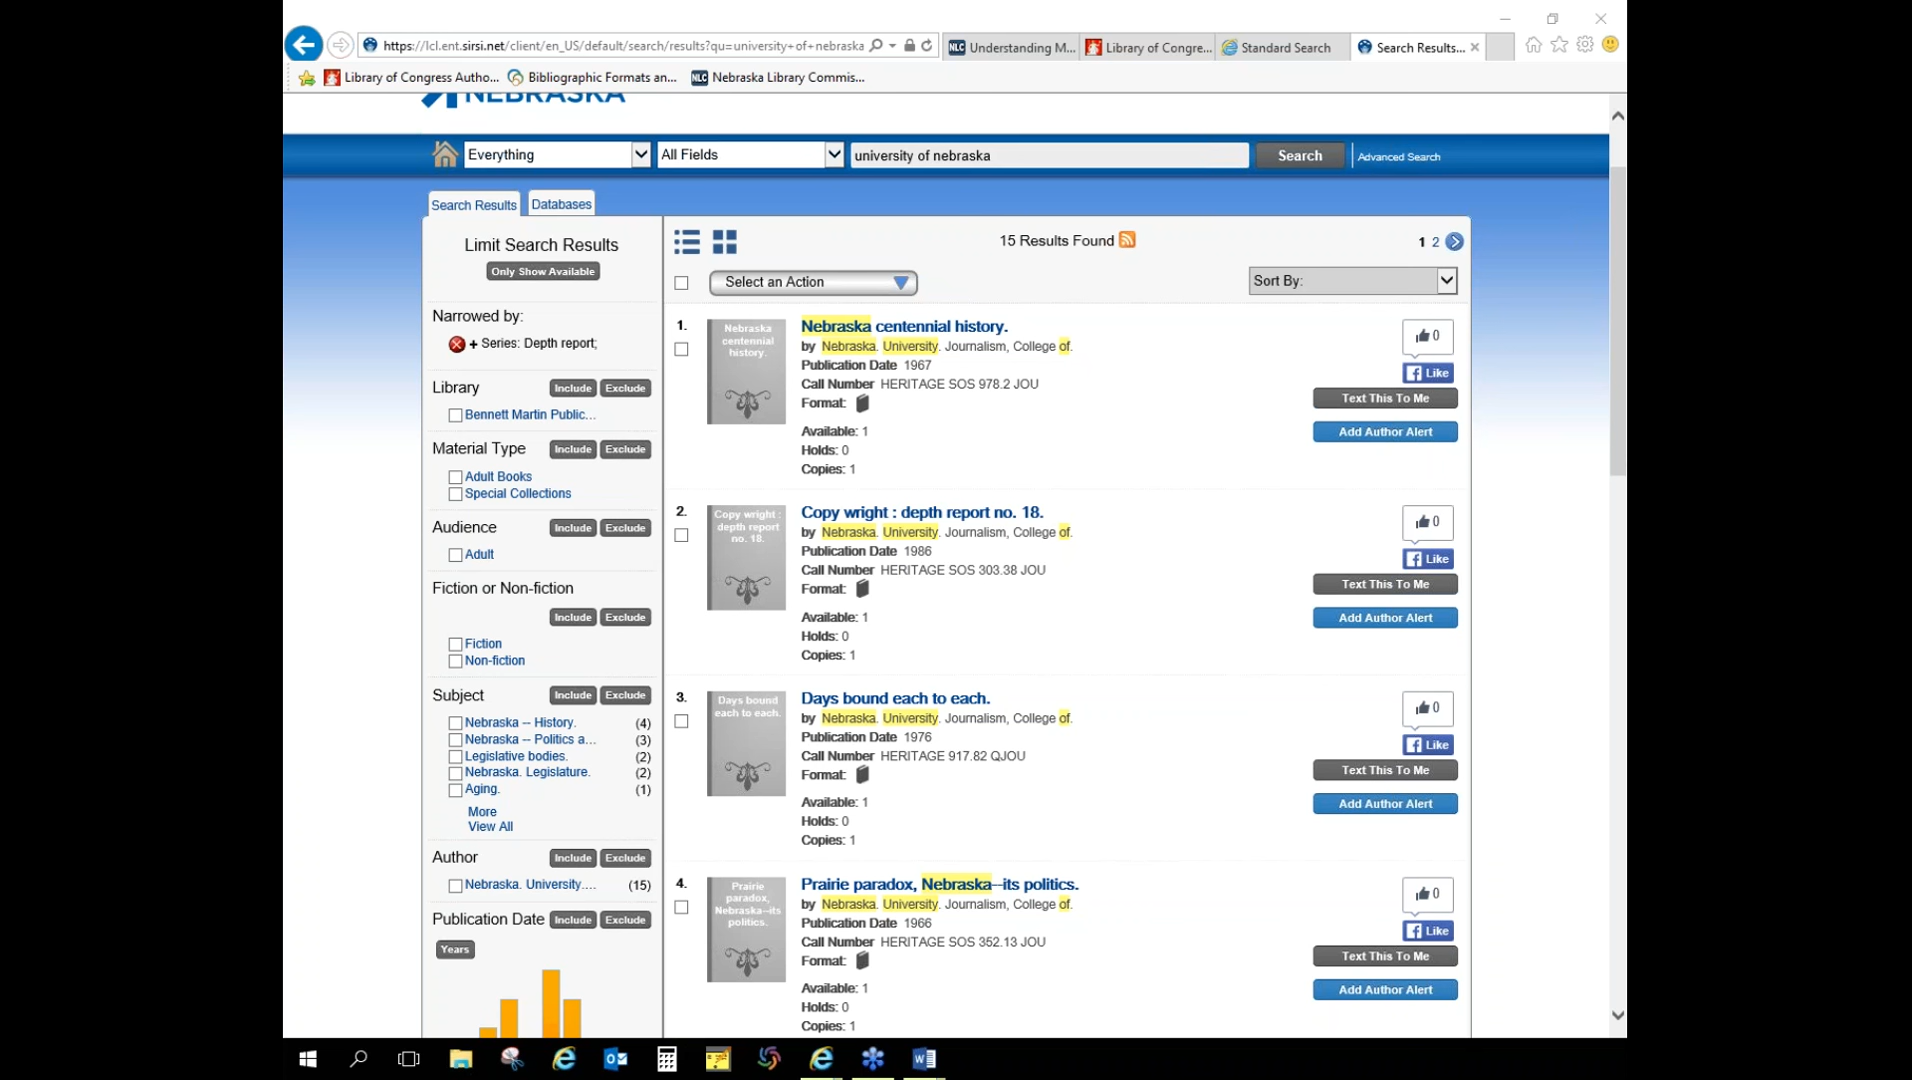 https://lcl.ent.sirsi.net/client/en_US/default/search/results?qu=university+of+nebraska
NLC Understanding M...
Library of Congre...
Standard Search
Search Results...
Library of Congress Autho...
Bibliographic Formats an...
NLC Nebraska Library Commis...
NEBRASKA
Everything
All Fields
university of nebraska
Search
Advanced Search
Search Results
Databases
Limit Search Results
Only Show Available
Narrowed by:
+ Series: Depth report;
Library Include Exclude
Bennett Martin Public...
Material Type Include Exclude
Adult Books
Special Collections
Audience Include Exclude
Adult
Fiction or Non-fiction
Include Exclude
Fiction
Non-fiction
Subject Include Exclude
Nebraska -- History. (4)
Nebraska -- Politics a... (3)
Legislative bodies. (2)
Nebraska. Legislature. (2)
Aging. (1)
More
View All
Author Include Exclude
Nebraska. University.... (15)
Publication Date Include Exclude
Years
15 Results Found
1 2
Select an Action
Sort By:
1.
Nebraska
centennial
history.
Nebraska centennial history.
by Nebraska. University. Journalism, College of.
Publication Date 1967
Call Number HERITAGE SOS 978.2 JOU
Format:
Available: 1
Holds: 0
Copies: 1
0
Like
Text This To Me
Add Author Alert
2.
Copy wright :
depth report
no. 18.
Copy wright : depth report no. 18.
by Nebraska. University. Journalism, College of.
Publication Date 1986
Call Number HERITAGE SOS 303.38 JOU
Format:
Available: 1
Holds: 0
Copies: 1
0
Like
Text This To Me
Add Author Alert
3.
Days bound
each to each.
Days bound each to each.
by Nebraska. University. Journalism, College of.
Publication Date 1976
Call Number HERITAGE 917.82 QJOU
Format:
Available: 1
Holds: 0
Copies: 1
0
Like
Text This To Me
Add Author Alert
4.
Prairie
paradox,
Nebraska--its
politics.
Prairie paradox, Nebraska--its politics.
by Nebraska. University. Journalism, College of.
Publication Date 1966
Call Number HERITAGE SOS 352.13 JOU
Format:
Available: 1
Holds: 0
Copies: 1
0
Like
Text This To Me
Add Author Alert